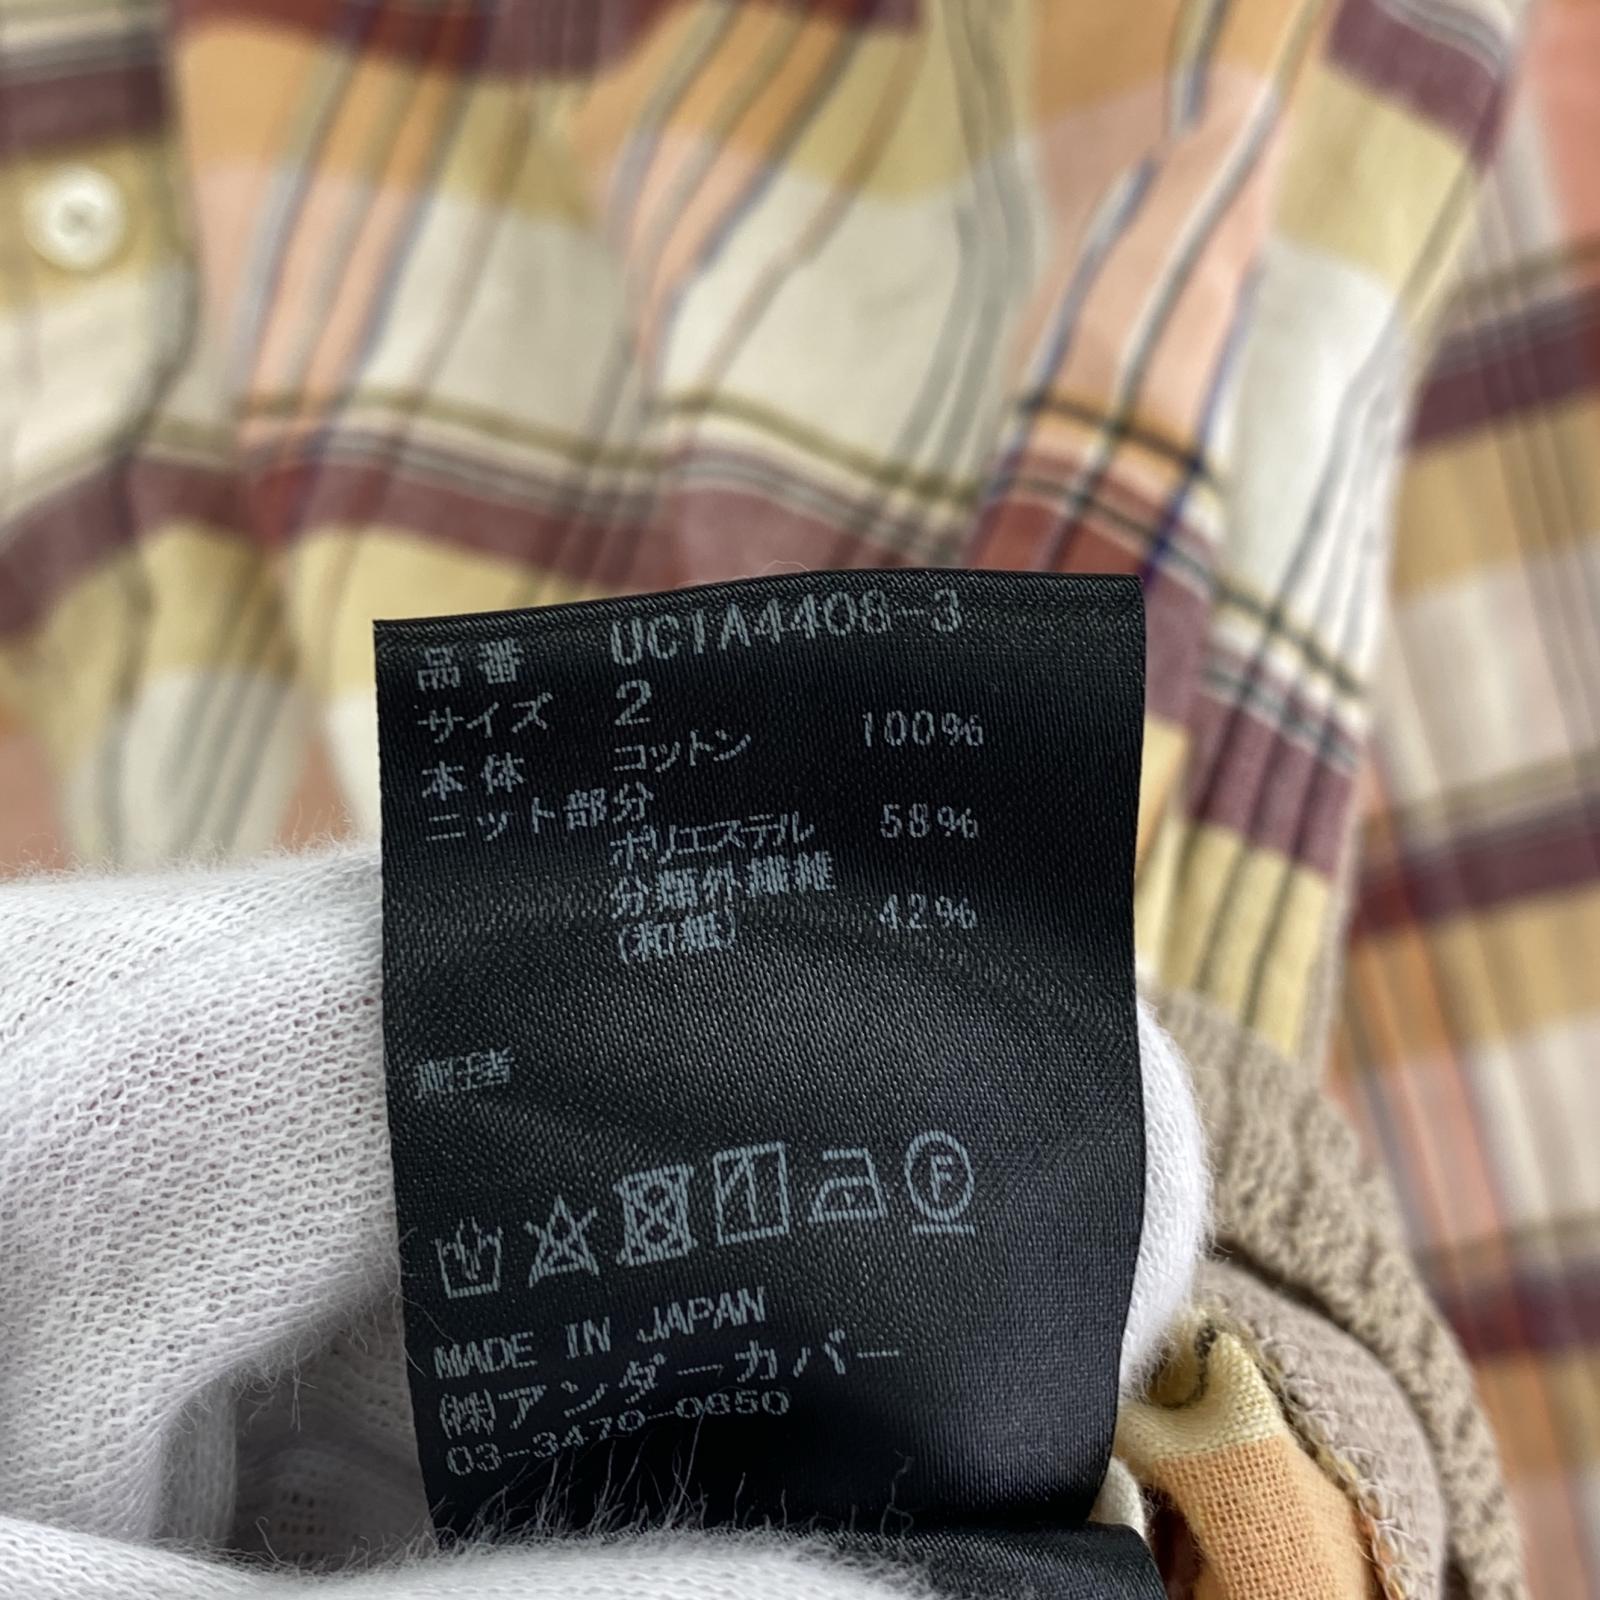 品番 UC1A4408-3
サイズ 2
本体 コットン 100%
ニット部分
ポリエステル 58%
分類外繊維
(和紙) 42%
MADE IN JAPAN
(株)アンダーカバー
03-3479-0650